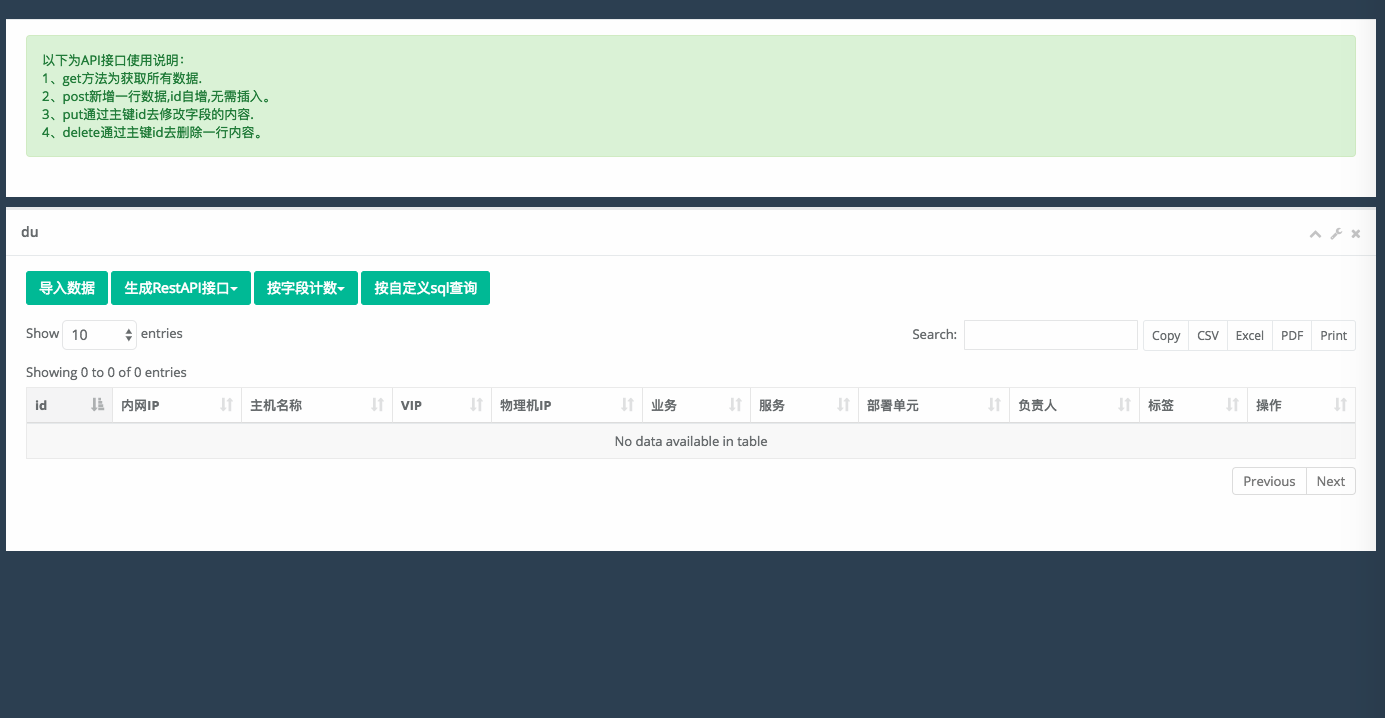 以下为API接口使用说明：
1、get方法为获取所有数据.
2、post新增一行数据,id自增,无需插入。
3、put通过主键id去修改字段的内容.
4、delete通过主键id去删除一行内容。
du
导入数据 生成RestAPI接口 按字段计数 按自定义sql查询
Show 10 entries Search: Copy CSV Excel PDF Print
Showing 0 to 0 of 0 entries
id 内网IP 主机名称 VIP 物理机IP 业务 服务 部署单元 负责人 标签 操作
No data available in table
Previous Next